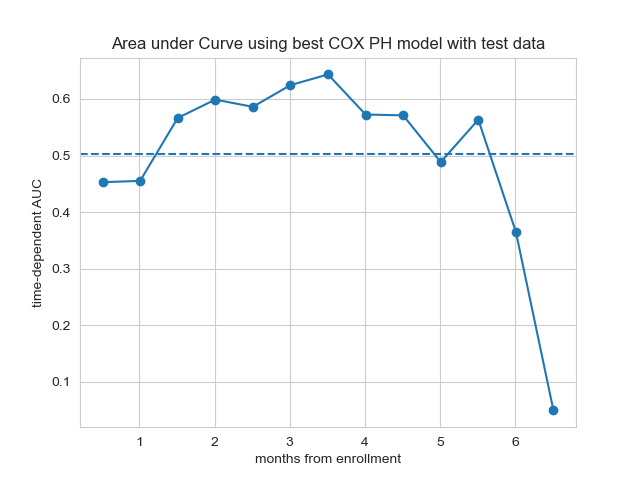 Area under Curve using best COX PH model with test data
time-dependent AUC
0.6
0.5
0.4
0.3
0.2
0.1
1 2 3 4 5 6
months from enrollment